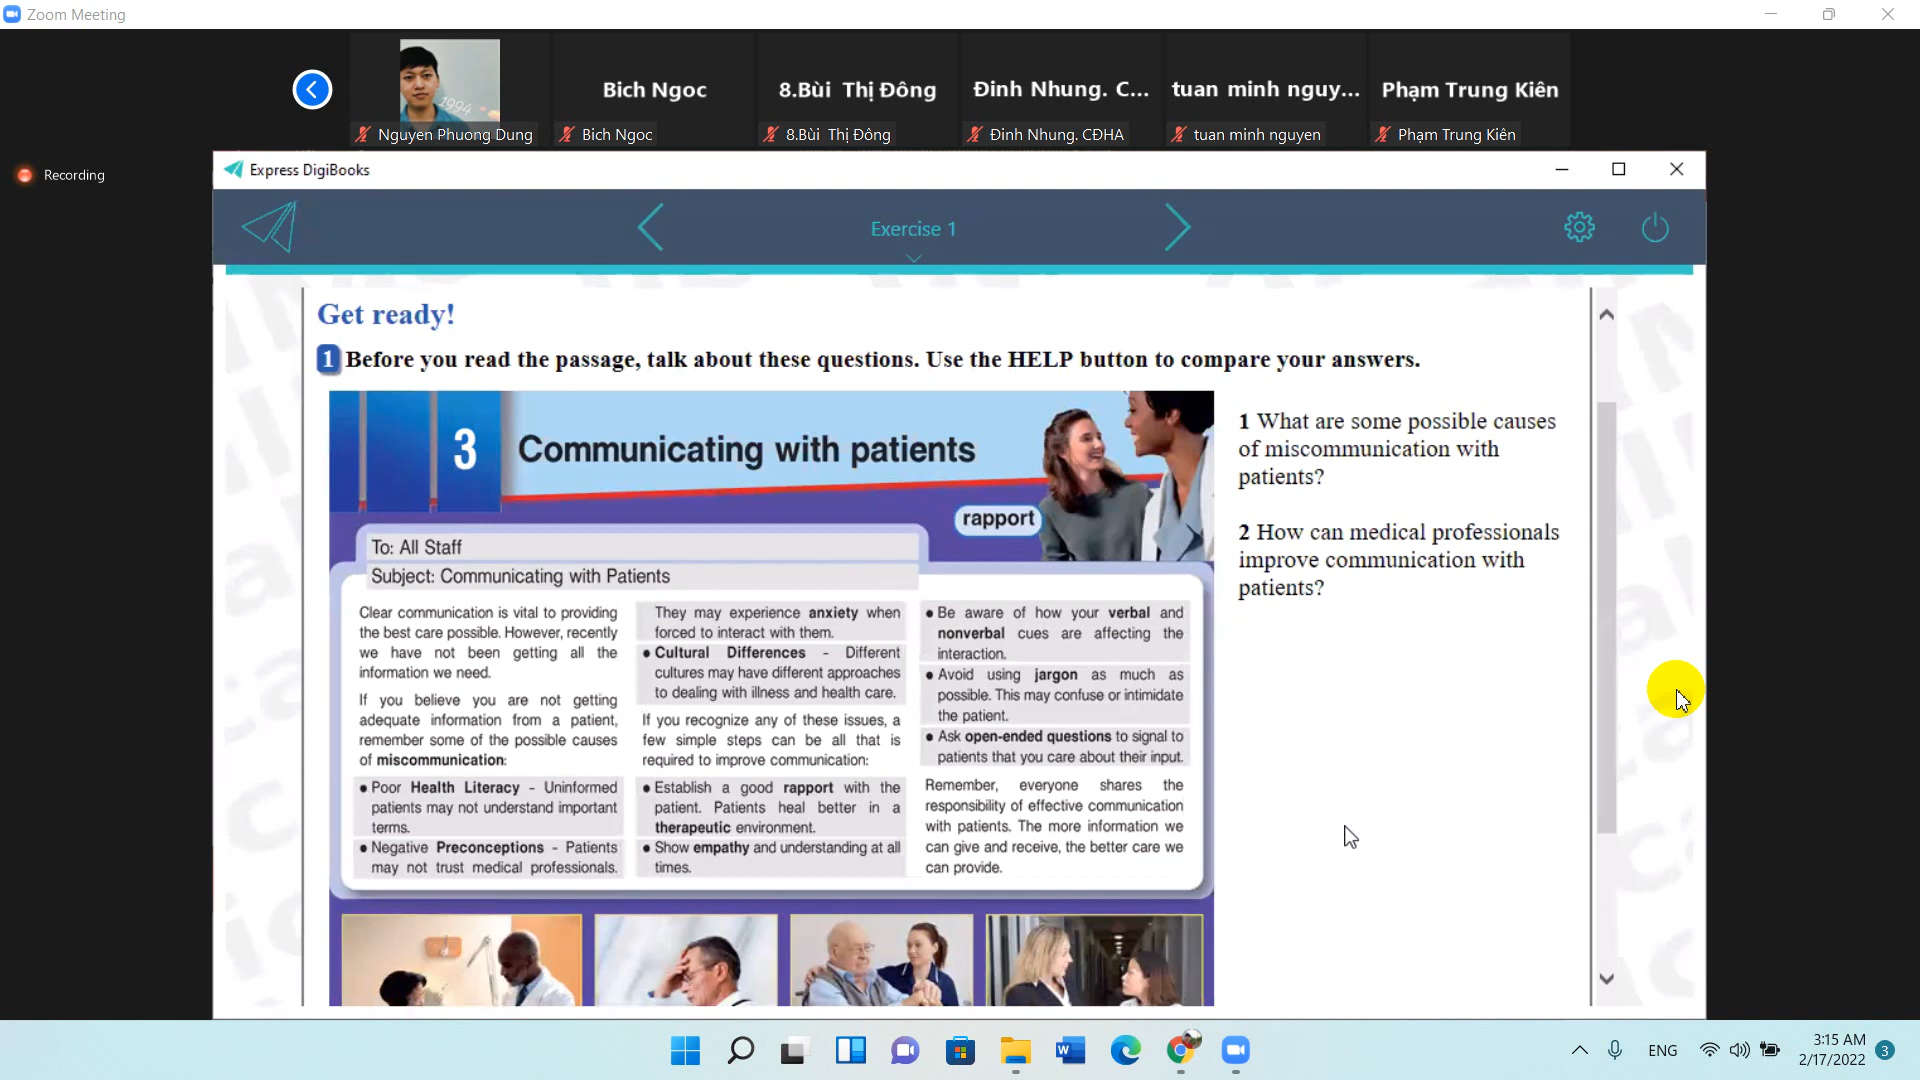 Zoom Meeting
1994
Bich Ngoc
8.Bùi Thị Đông
Đinh Nhung. C...
tuan minh nguy...
Phạm Trung Kiên
Nguyen Phuong Dung
Bich Ngoc
8.Bùi Thị Đông
Đinh Nhung. CĐHA
tuan minh nguyen
Phạm Trung Kiên
Recording
Express DigiBooks
Exercise 1
Get ready!
1 Before you read the passage, talk about these questions. Use the HELP button to compare your answers.
3
Communicating with patients
rapport
To: All Staff
Subject: Communicating with Patients
Clear communication is vital to providing
the best care possible. However, recently
we have not been getting all the
information we need.
If you believe you are not getting
adequate information from a patient,
remember some of the possible causes
of miscommunication:
• Poor Health Literacy - Uninformed
patients may not understand important
terms.
• Negative Preconceptions - Patients
may not trust medical professionals.
They may experience anxiety when
forced to interact with them.
• Cultural Differences - Different
cultures may have different approaches
to dealing with illness and health care.
If you recognize any of these issues, a
few simple steps can be all that is
required to improve communication:
• Establish a good rapport with the
patient. Patients heal better in a
therapeutic environment.
• Show empathy and understanding at all
times.
• Be aware of how your verbal and
nonverbal cues are affecting the
interaction.
• Avoid using jargon as much as
possible. This may confuse or intimidate
the patient.
• Ask open-ended questions to signal to
patients that you care about their input.
Remember, everyone shares the
responsibility of effective communication
with patients. The more information we
can give and receive, the better care we
can provide.
1 What are some possible causes
of miscommunication with
patients?
2 How can medical professionals
improve communication with
patients?
ENG
3:15 AM
2/17/2022
3